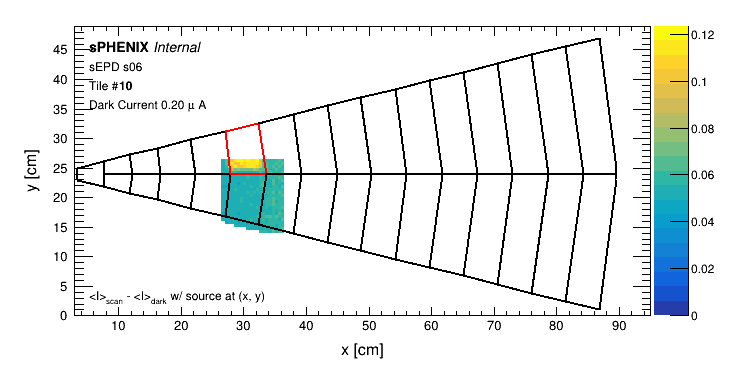 sPHENIX Internal
sEPD s06
Tile #10
Dark Current 0.20 μ A
<I>scan - <I>dark w/ source at (x, y)
y [cm]
45
40
35
30
25
20
15
10
5
0
10 20 30 40 50 60 70 80 90
x [cm]
0.12
0.1
0.08
0.06
0.04
0.02
0